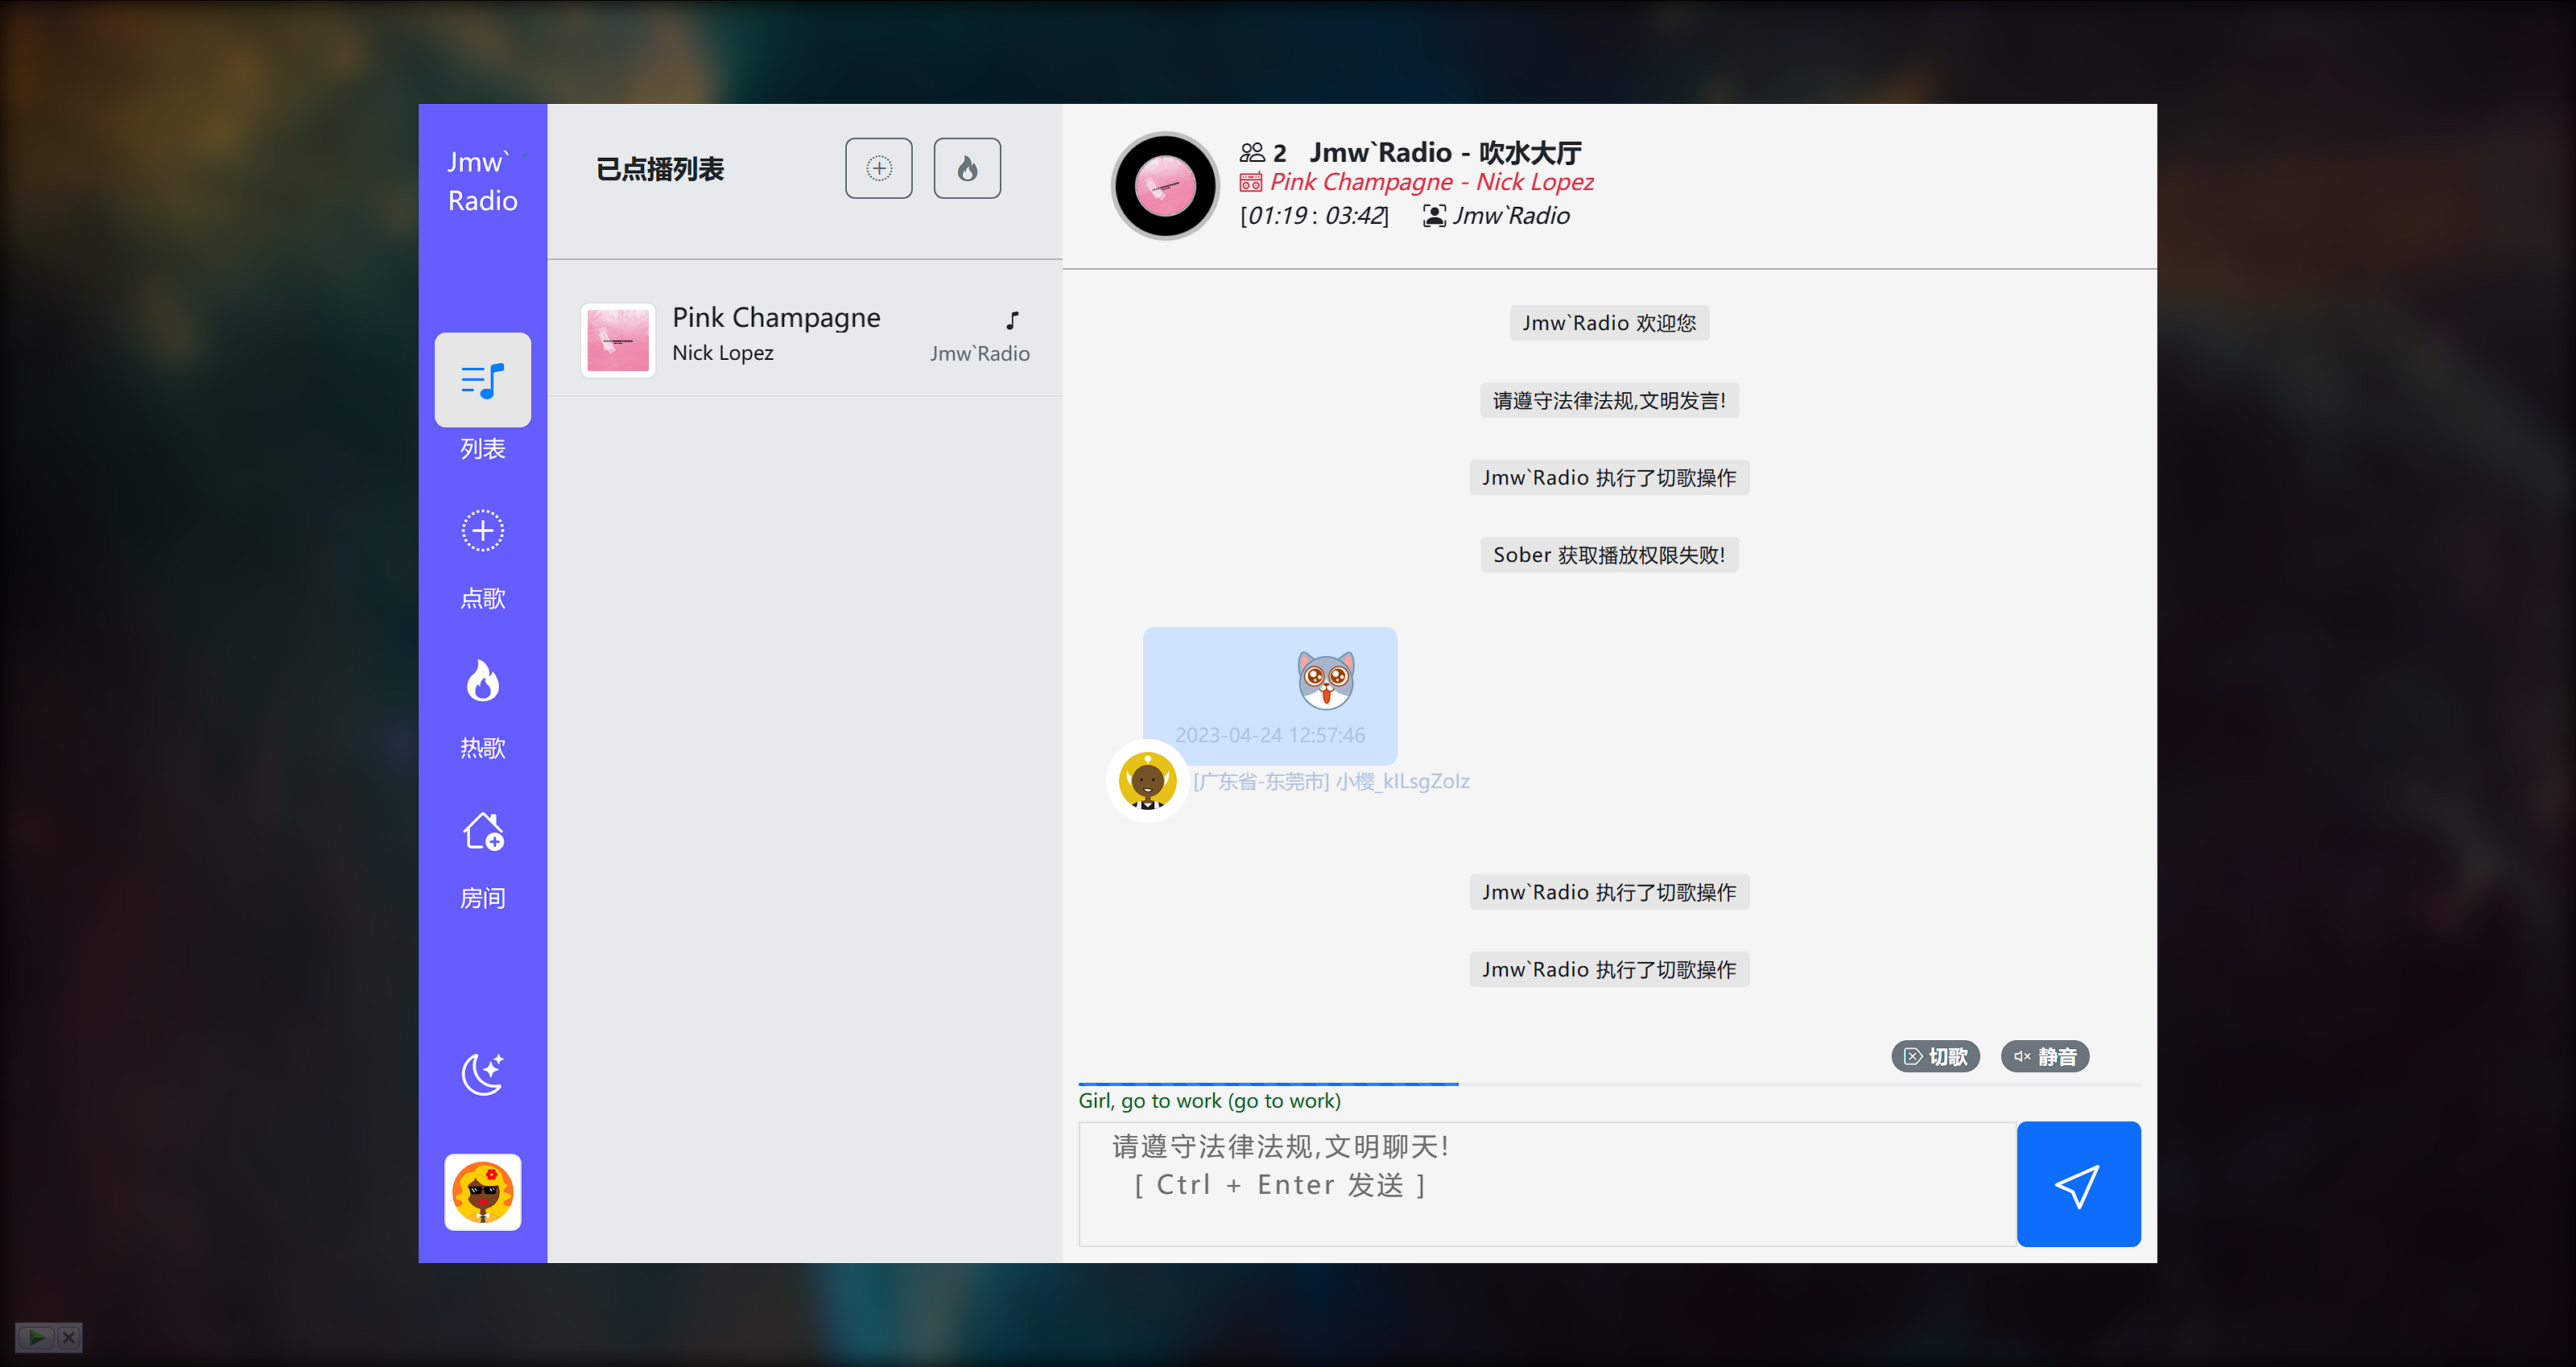 Jmw`
Radio
列表
点歌
热歌
房间
已点播列表
Pink Champagne
Nick Lopez
Jmw`Radio
2 Jmw`Radio - 吹水大厅
Pink Champagne - Nick Lopez
[01:19 : 03:42] Jmw`Radio
Jmw`Radio 欢迎您
请遵守法律法规,文明发言!
Jmw`Radio 执行了切歌操作
Sober 获取播放权限失败!
2023-04-24 12:57:46
[广东省-东莞市] 小樱_klLsgZolz
Jmw`Radio 执行了切歌操作
Jmw`Radio 执行了切歌操作
切歌 静音
Girl, go to work (go to work)
请遵守法律法规,文明聊天!
[ Ctrl + Enter 发送 ]